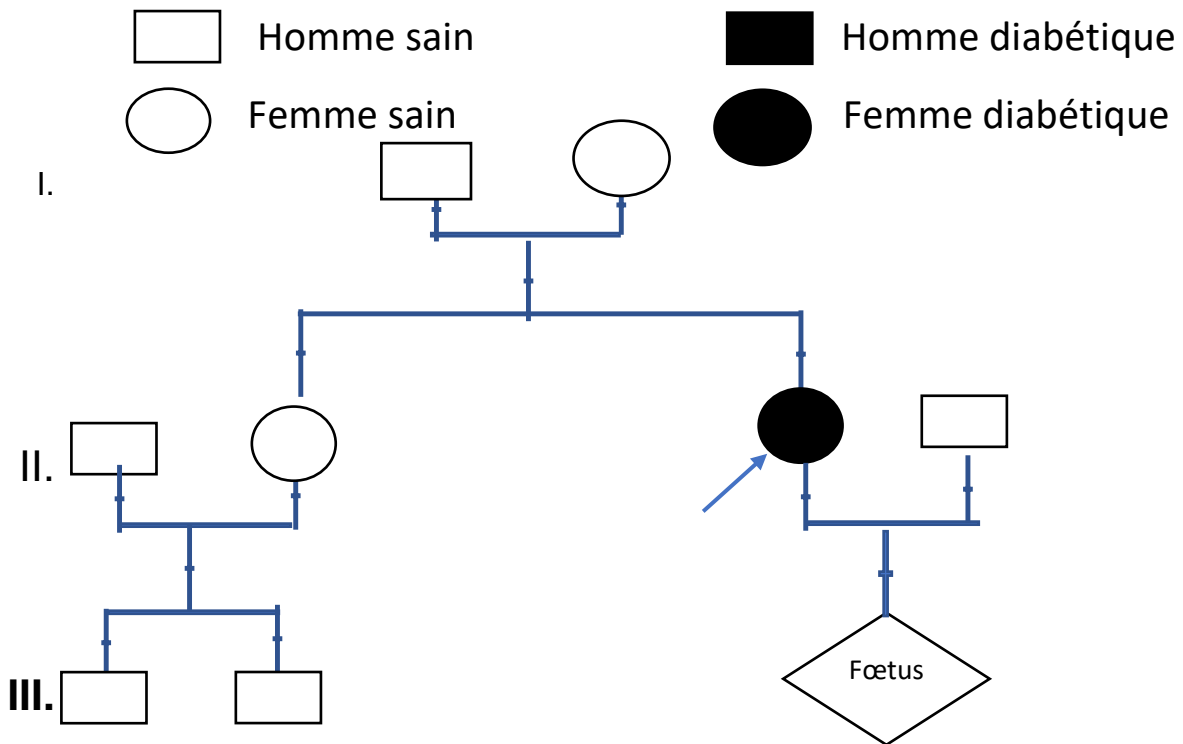 Homme sain
Homme diabétique
Femme sain
Femme diabétique
I.
II.
III.
Fœtus